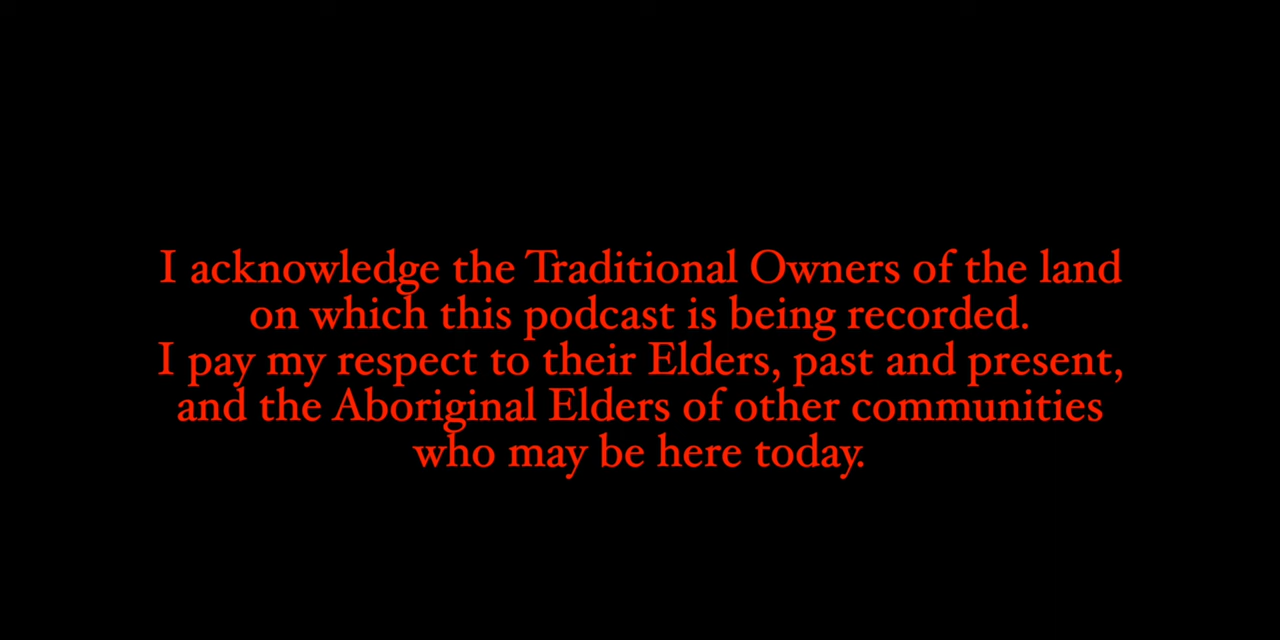 I acknowledge the Traditional Owners of the land
on which this podcast is being recorded.
I pay my respect to their Elders, past and present,
and the Aboriginal Elders of other communities
who may be here today.